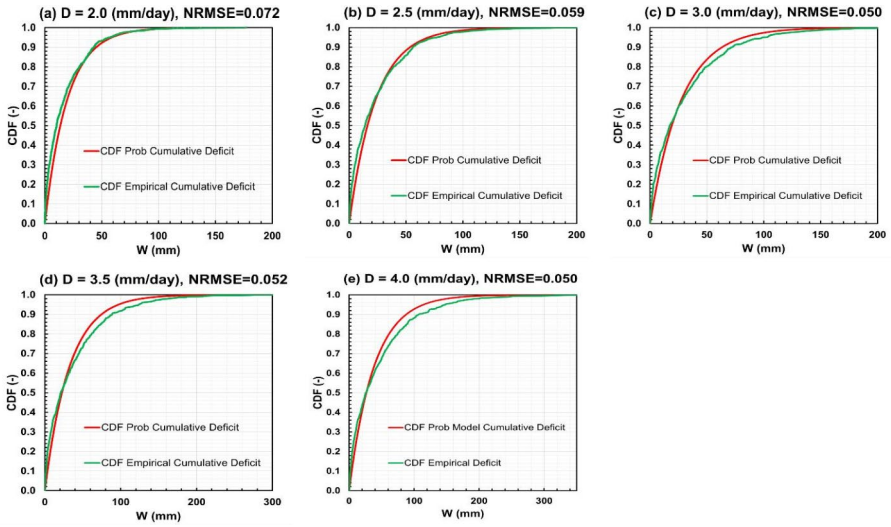 (a) D = 2.0 (mm/day), NRMSE=0.072
CDF (-)
1.0
0.9
0.8
0.7
0.6
0.5
0.4
0.3
0.2
0.1
0.0
CDF Prob Cumulative Deficit
CDF Empirical Cumulative Deficit
0 50 100 150 200
W (mm)
(b) D = 2.5 (mm/day), NRMSE=0.059
CDF (-)
1.0
0.9
0.8
0.7
0.6
0.5
0.4
0.3
0.2
0.1
0.0
CDF Prob Cumulative Deficit
CDF Empirical Cumulative Deficit
0 50 100 150 200
W (mm)
(c) D = 3.0 (mm/day), NRMSE=0.050
CDF (-)
1.0
0.9
0.8
0.7
0.6
0.5
0.4
0.3
0.2
0.1
0.0
CDF Prob Cumulative Deficit
CDF Empirical Cumulative Deficit
0 50 100 150 200
W (mm)
(d) D = 3.5 (mm/day), NRMSE=0.052
CDF (-)
1.0
0.9
0.8
0.7
0.6
0.5
0.4
0.3
0.2
0.1
0.0
CDF Prob Cumulative Deficit
CDF Empirical Cumulative Deficit
0 100 200 300
W (mm)
(e) D = 4.0 (mm/day), NRMSE=0.050
CDF (-)
1.0
0.9
0.8
0.7
0.6
0.5
0.4
0.3
0.2
0.1
0.0
CDF Prob Model Cumulative Deficit
CDF Empirical Deficit
0 100 200 300
W (mm)